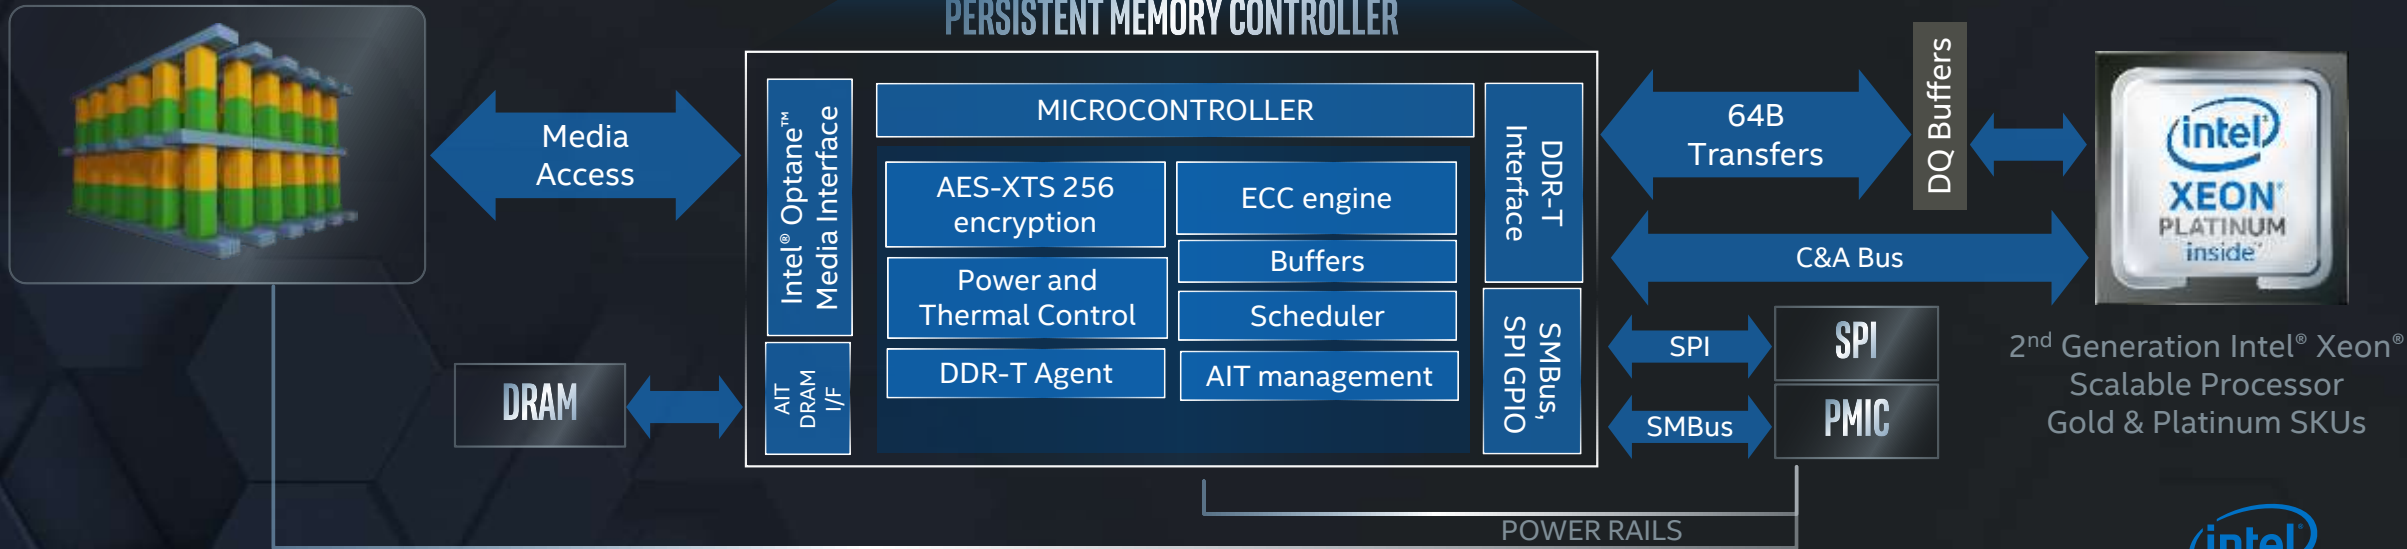 PERSISTENT MEMORY CONTROLLER
Media
Access
Intel® Optane™
Media Interface
AIT
DRAM
I/F
DRAM
MICROCONTROLLER
AES-XTS 256
encryption
Power and
Thermal Control
DDR-T Agent
ECC engine
Buffers
Scheduler
AIT management
DDR-T
Interface
SMBus,
SPI GPIO
64B
Transfers
DQ Buffers
C&A Bus
SPI
SPI
SMBus
PMIC
POWER RAILS
intel®
XEON®
PLATINUM
inside™
2nd Generation Intel® Xeon®
Scalable Processor
Gold & Platinum SKUs
intel®